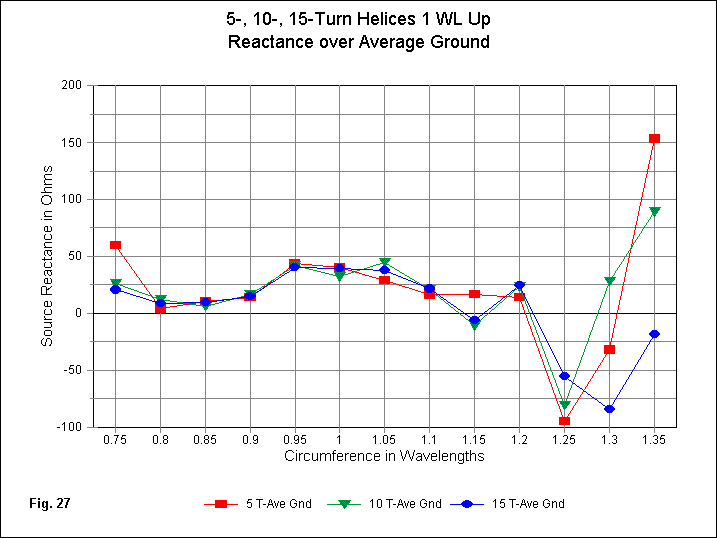 5-, 10-, 15-Turn Helices 1 WL Up
Reactance over Average Ground
200
150
100
50
0
-50
-100
Source Reactance in Ohms
0.75 0.8 0.85 0.9 0.95 1 1.05 1.1 1.15 1.2 1.25 1.3 1.35
Circumference in Wavelengths
Fig. 27
5 T-Ave Gnd 10 T-Ave Gnd 15 T-Ave Gnd